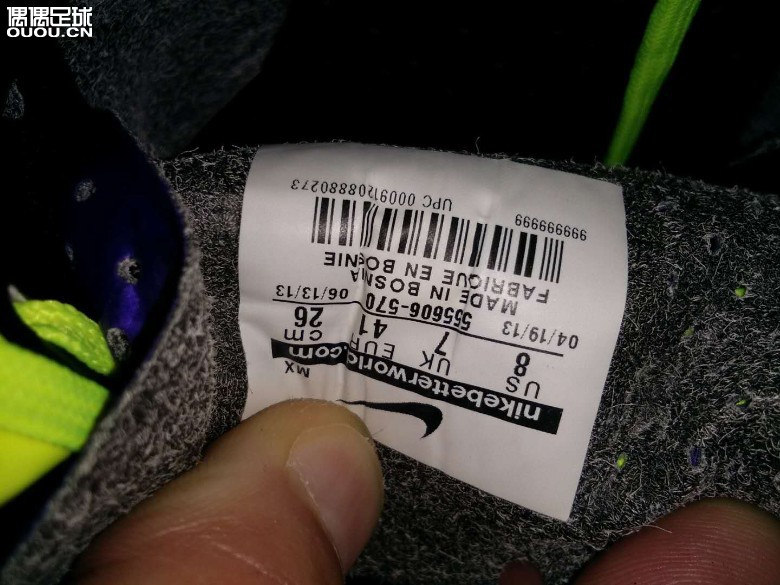 偶偶足球
OUOU.CN
nikebetterworld.com
MX
US UK EUR cm
8 7 41 26
04/19/13 555606-570 06/13/13
MADE IN BOSNIA
FABRIQUE EN BOSNIE
9999999999
UPC 00091208880273